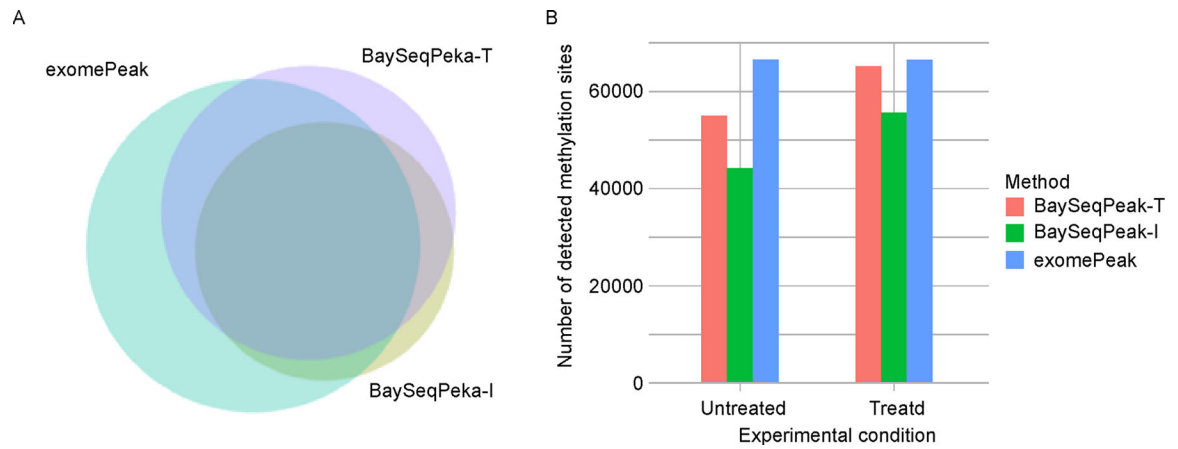 A
exomePeak
BaySeqPeka-T
BaySeqPeka-I
B
Number of detected methylation sites
60000
40000
20000
0
Untreated
Treatd
Experimental condition
Method
BaySeqPeak-T
BaySeqPeak-I
exomePeak